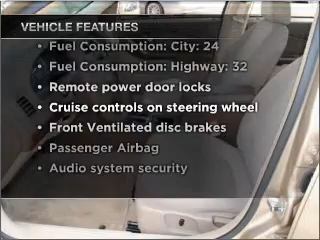 VEHICLE FEATURES
• Fuel Consumption: City: 24
• Fuel Consumption: Highway: 32
• Remote power door locks
• Cruise controls on steering wheel
• Front Ventilated disc brakes
• Passenger Airbag
• Audio system security